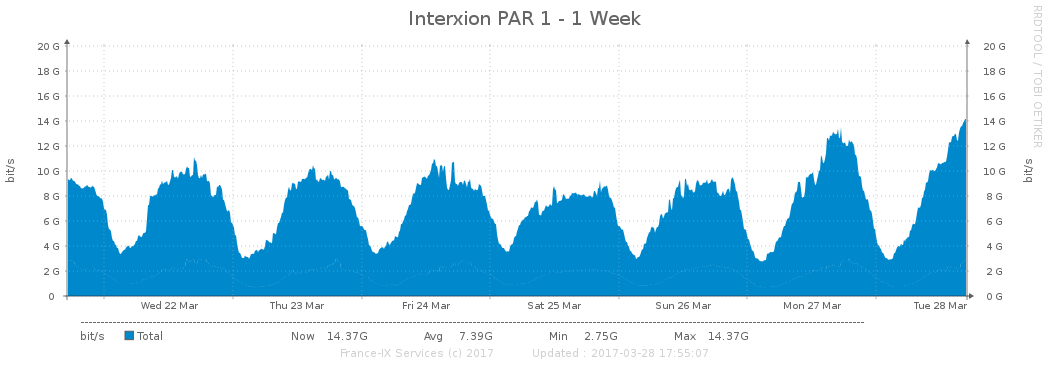 Interxion PAR 1 - 1 Week
RRDTOOL / TOBI OETIKER
bit/s
bit/s
20 G 20 G
18 G 18 G
16 G 16 G
14 G 14 G
12 G 12 G
10 G 10 G
8 G 8 G
6 G 6 G
4 G 4 G
2 G 2 G
0 0 G
Wed 22 Mar Thu 23 Mar Fri 24 Mar Sat 25 Mar Sun 26 Mar Mon 27 Mar Tue 28 Mar
bit/s Total Now 14.37G Avg 7.39G Min 2.75G Max 14.37G
France-IX Services (c) 2017 Updated : 2017-03-28 17:55:07